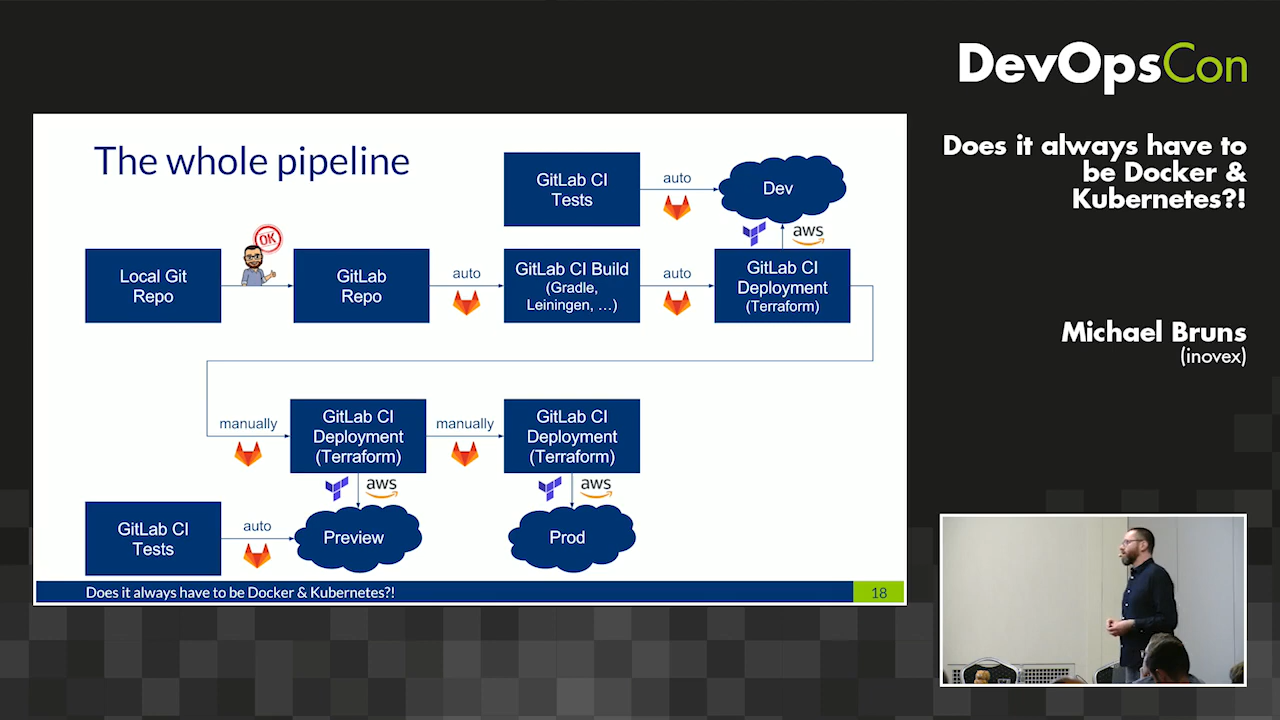 DevOpsCon
Does it always have to
be Docker &
Kubernetes?!
Michael Bruns
(inovex)
The whole pipeline
GitLab CI
Tests
auto
Dev
OK
aws
Local Git
Repo
GitLab
Repo
auto
GitLab CI Build
(Gradle,
Leiningen, ...)
auto
GitLab CI
Deployment
(Terraform)
manually
GitLab CI
Deployment
(Terraform)
manually
GitLab CI
Deployment
(Terraform)
aws
aws
GitLab CI
Tests
auto
Preview
Prod
Does it always have to be Docker & Kubernetes?!
18